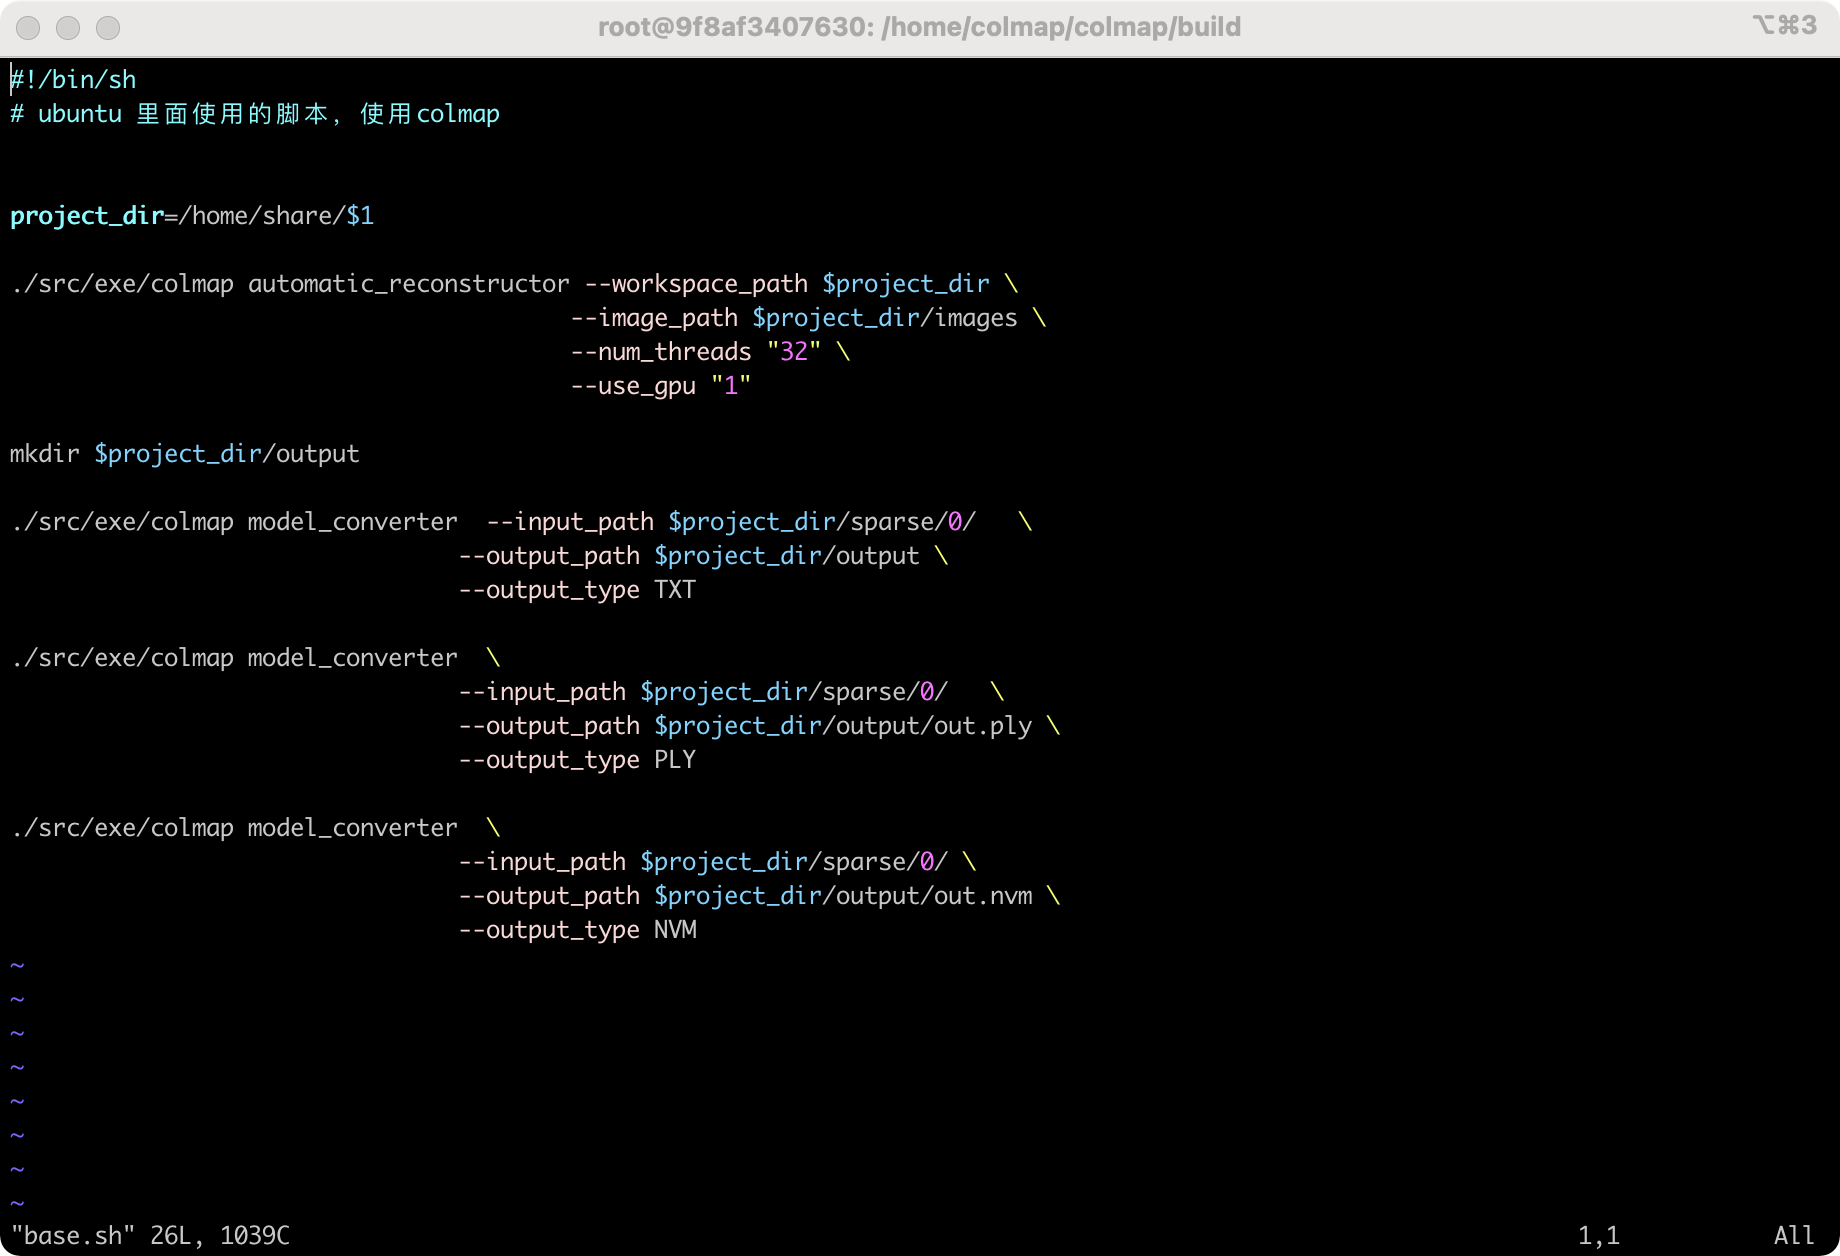 root@9f8af3407630: /home/colmap/colmap/build
⌥⌘3
#!/bin/sh
# ubuntu 里面使用的脚本, 使用colmap
project_dir=/home/share/$1
./src/exe/colmap automatic_reconstructor --workspace_path $project_dir \
--image_path $project_dir/images \
--num_threads "32" \
--use_gpu "1"
mkdir $project_dir/output
./src/exe/colmap model_converter  --input_path $project_dir/sparse/0/   \
--output_path $project_dir/output \
--output_type TXT
./src/exe/colmap model_converter  \
--input_path $project_dir/sparse/0/   \
--output_path $project_dir/output/out.ply \
--output_type PLY
./src/exe/colmap model_converter  \
--input_path $project_dir/sparse/0/ \
--output_path $project_dir/output/out.nvm \
--output_type NVM
~
~
~
~
~
~
~
~
"base.sh" 26L, 1039C 1,1 All